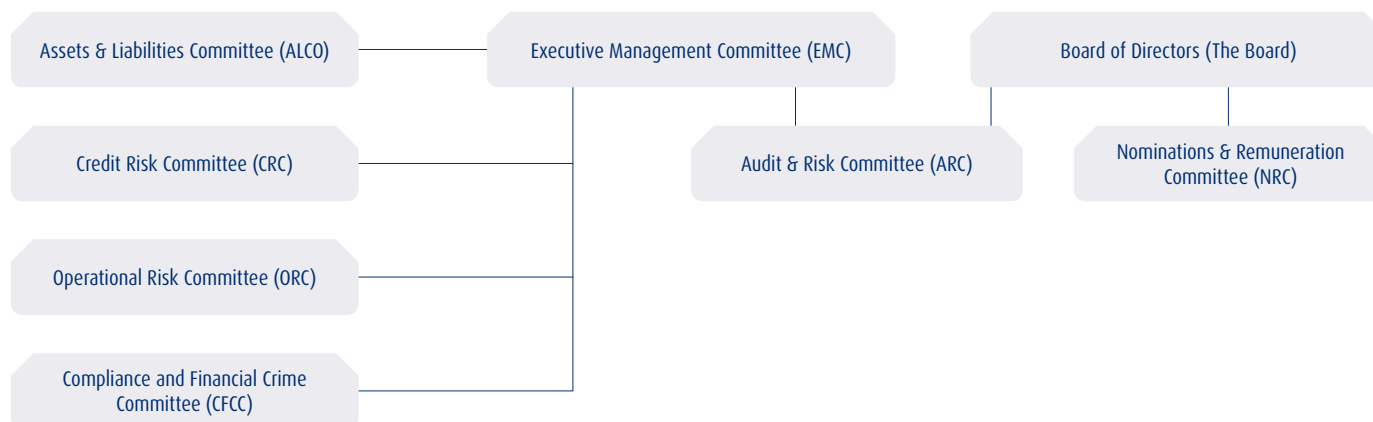 Assets & Liabilities Committee (ALCO)
Executive Management Committee (EMC)
Board of Directors (The Board)
Credit Risk Committee (CRC)
Audit & Risk Committee (ARC)
Nominations & Remuneration
Committee (NRC)
Operational Risk Committee (ORC)
Compliance and Financial Crime
Committee (CFCC)